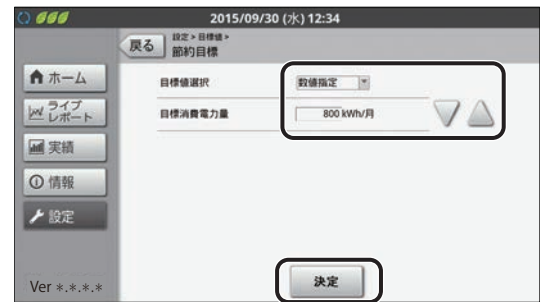 2015/09/30 (水) 12:34
戻る
設定 > 目標値 >
節約目標
ホーム
ライブ
レポート
実績
情報
設定
Ver *.*.*.*
目標値選択
数値指定
目標消費電力量
800 kWh/月
決定